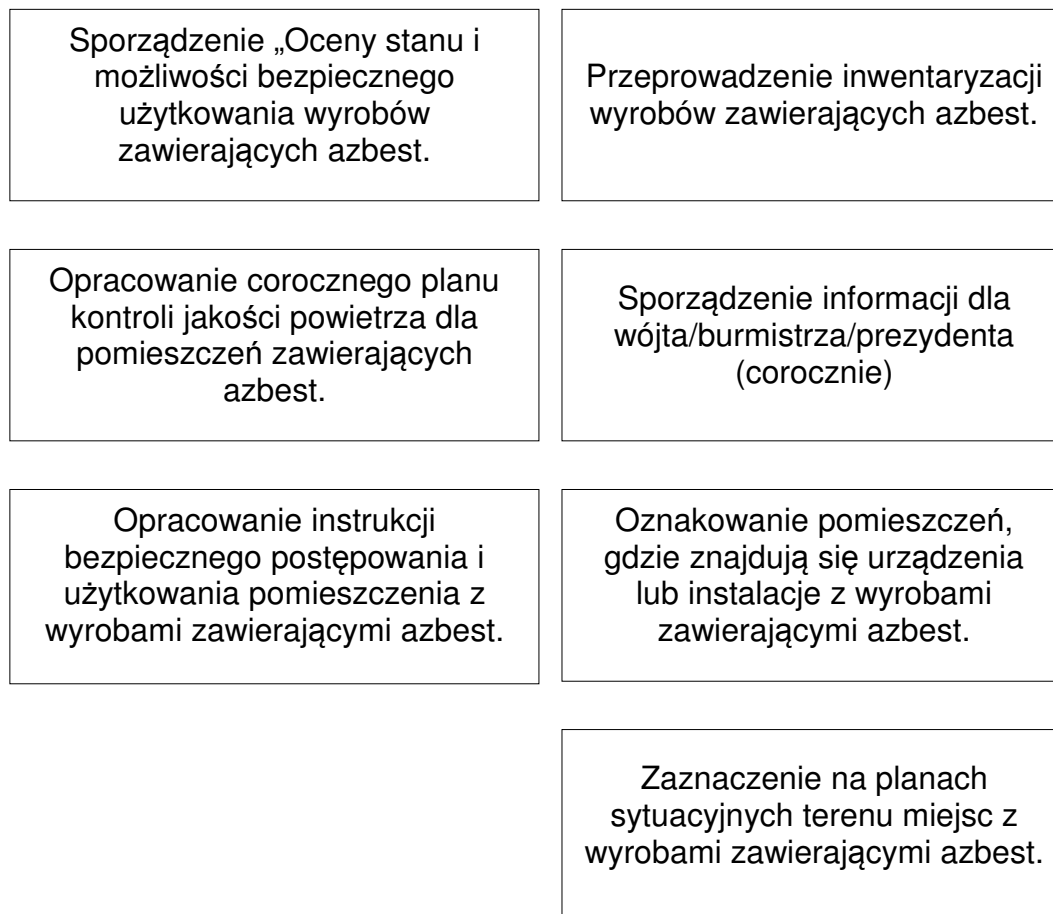 Sporządzenie „Oceny stanu i
możliwości bezpiecznego
użytkowania wyrobów
zawierających azbest.
Przeprowadzenie inwentaryzacji
wyrobów zawierających azbest.
Opracowanie corocznego planu
kontroli jakości powietrza dla
pomieszczeń zawierających
azbest.
Sporządzenie informacji dla
wójta/burmistrza/prezydenta
(corocznie)
Opracowanie instrukcji
bezpiecznego postępowania i
użytkowania pomieszczenia z
wyrobami zawierającymi azbest.
Oznakowanie pomieszczeń,
gdzie znajdują się urządzenia
lub instalacje z wyrobami
zawierającymi azbest.
Zaznaczenie na planach
sytuacyjnych terenu miejsc z
wyrobami zawierającymi azbest.